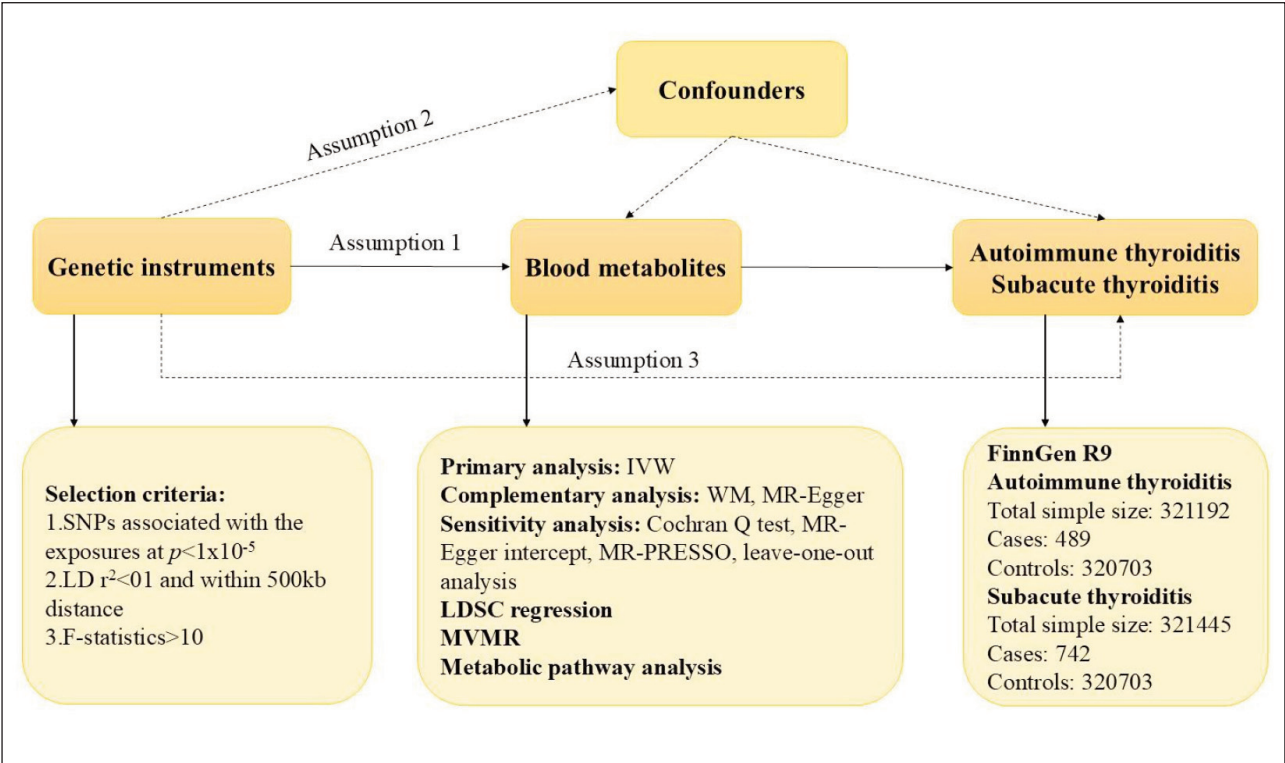 Confounders
Assumption 2
Genetic instruments
Assumption 1
Blood metabolites
Autoimmune thyroiditis
Subacute thyroiditis
Assumption 3
Selection criteria:
1.SNPs associated with the
exposures at p<1x10⁻⁵
2.LD r²<01 and within 500kb
distance
3.F-statistics>10
Primary analysis: IVW
Complementary analysis: WM, MR-Egger
Sensitivity analysis: Cochran Q test, MR-
Egger intercept, MR-PRESSO, leave-one-out
analysis
LDSC regression
MVMR
Metabolic pathway analysis
FinnGen R9
Autoimmune thyroiditis
Total simple size: 321192
Cases: 489
Controls: 320703
Subacute thyroiditis
Total simple size: 321445
Cases: 742
Controls: 320703